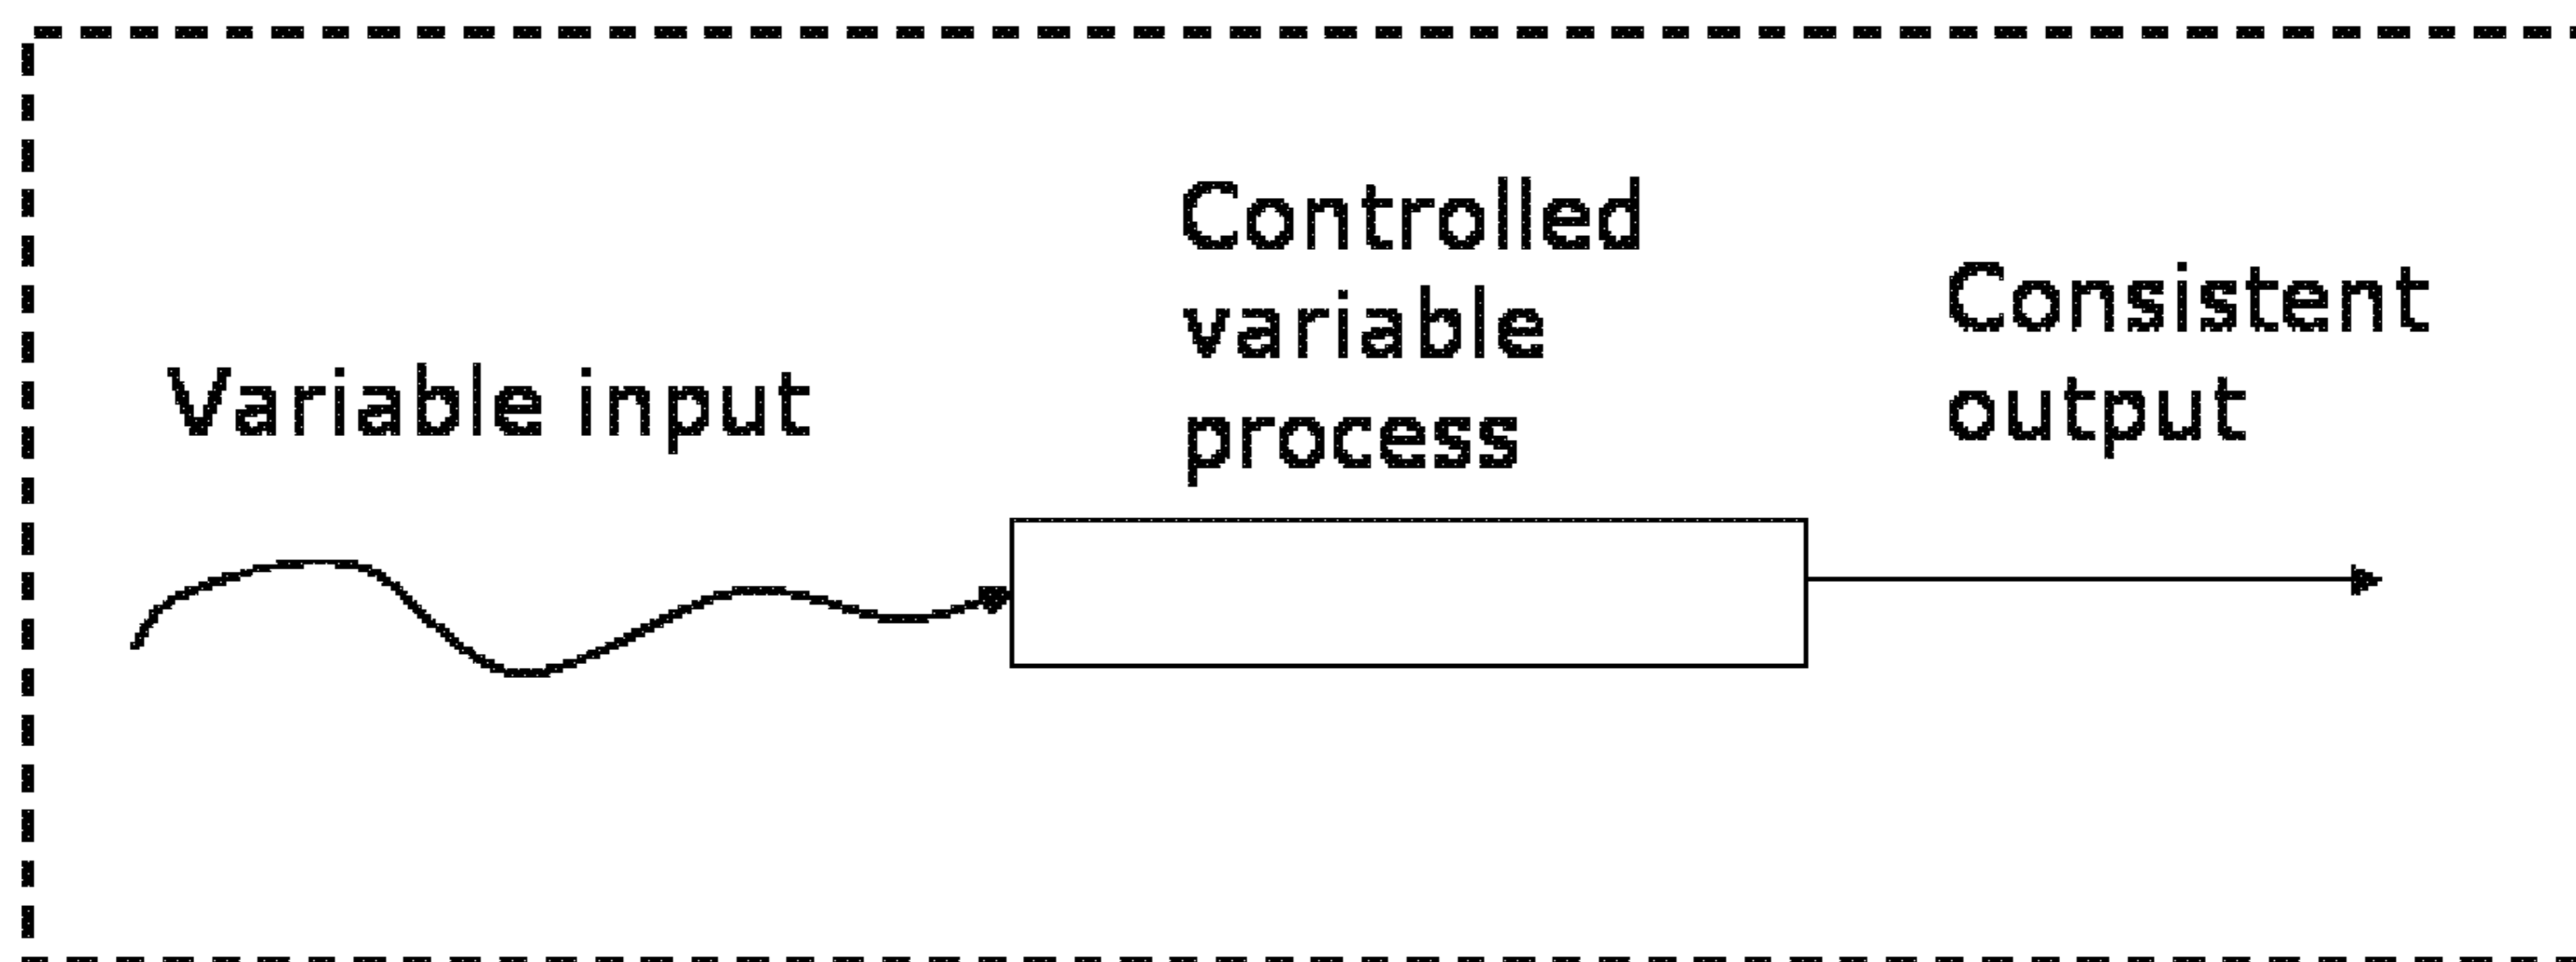 Variable input
Controlled
variable
process
Consistent
output